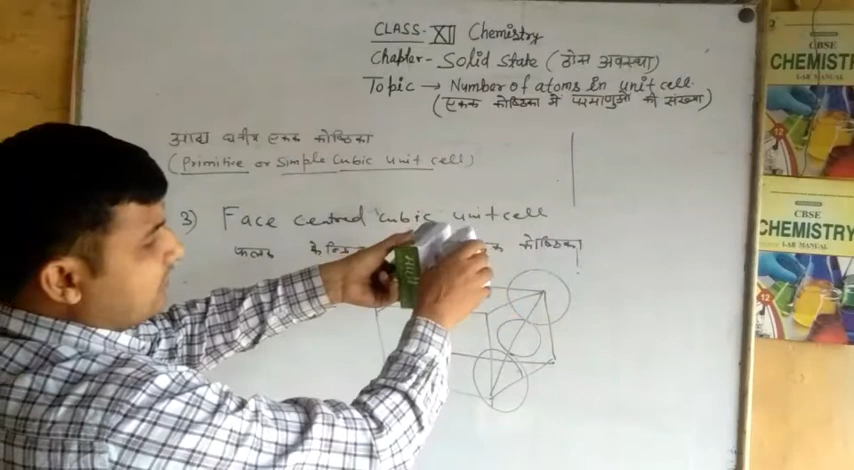 CLASS- XII Chemistry
Chapter- Solid state (ठोस अवस्था)
Topic → Number of atoms in unit cell.
(एकक कोष्ठिका में परमाणुओं की संख्या)
आद्य घनीय एकक कोष्ठिका
(Primitive or Simple Cubic unit cell)
3) Face centred cubic unit cell
फलक कोष्ठिका
CBSE
CHEMISTRY
LAB MANUAL
12
CBSE
CHEMISTRY
LAB MANUAL
12